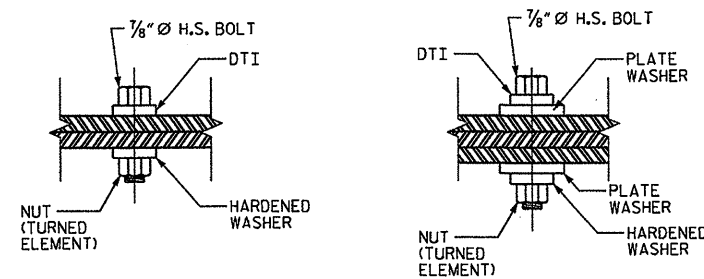 ⅞" Ø H.S. BOLT
DTI
NUT
(TURNED
ELEMENT)
HARDENED
WASHER
⅞" Ø H.S. BOLT
DTI
PLATE
WASHER
PLATE
WASHER
HARDENED
WASHER
NUT
(TURNED
ELEMENT)